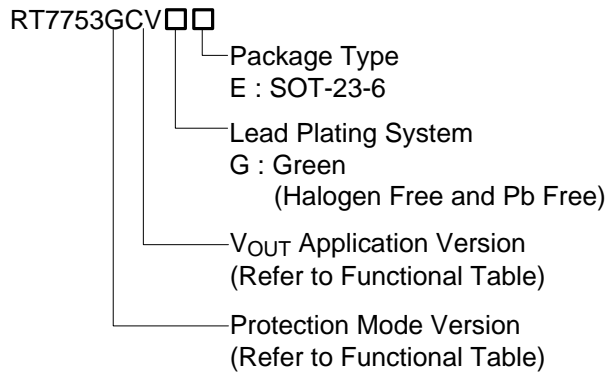 RT7753GCV□□
Package Type
E : SOT-23-6
Lead Plating System
G : Green
(Halogen Free and Pb Free)
VOUT Application Version
(Refer to Functional Table)
Protection Mode Version
(Refer to Functional Table)